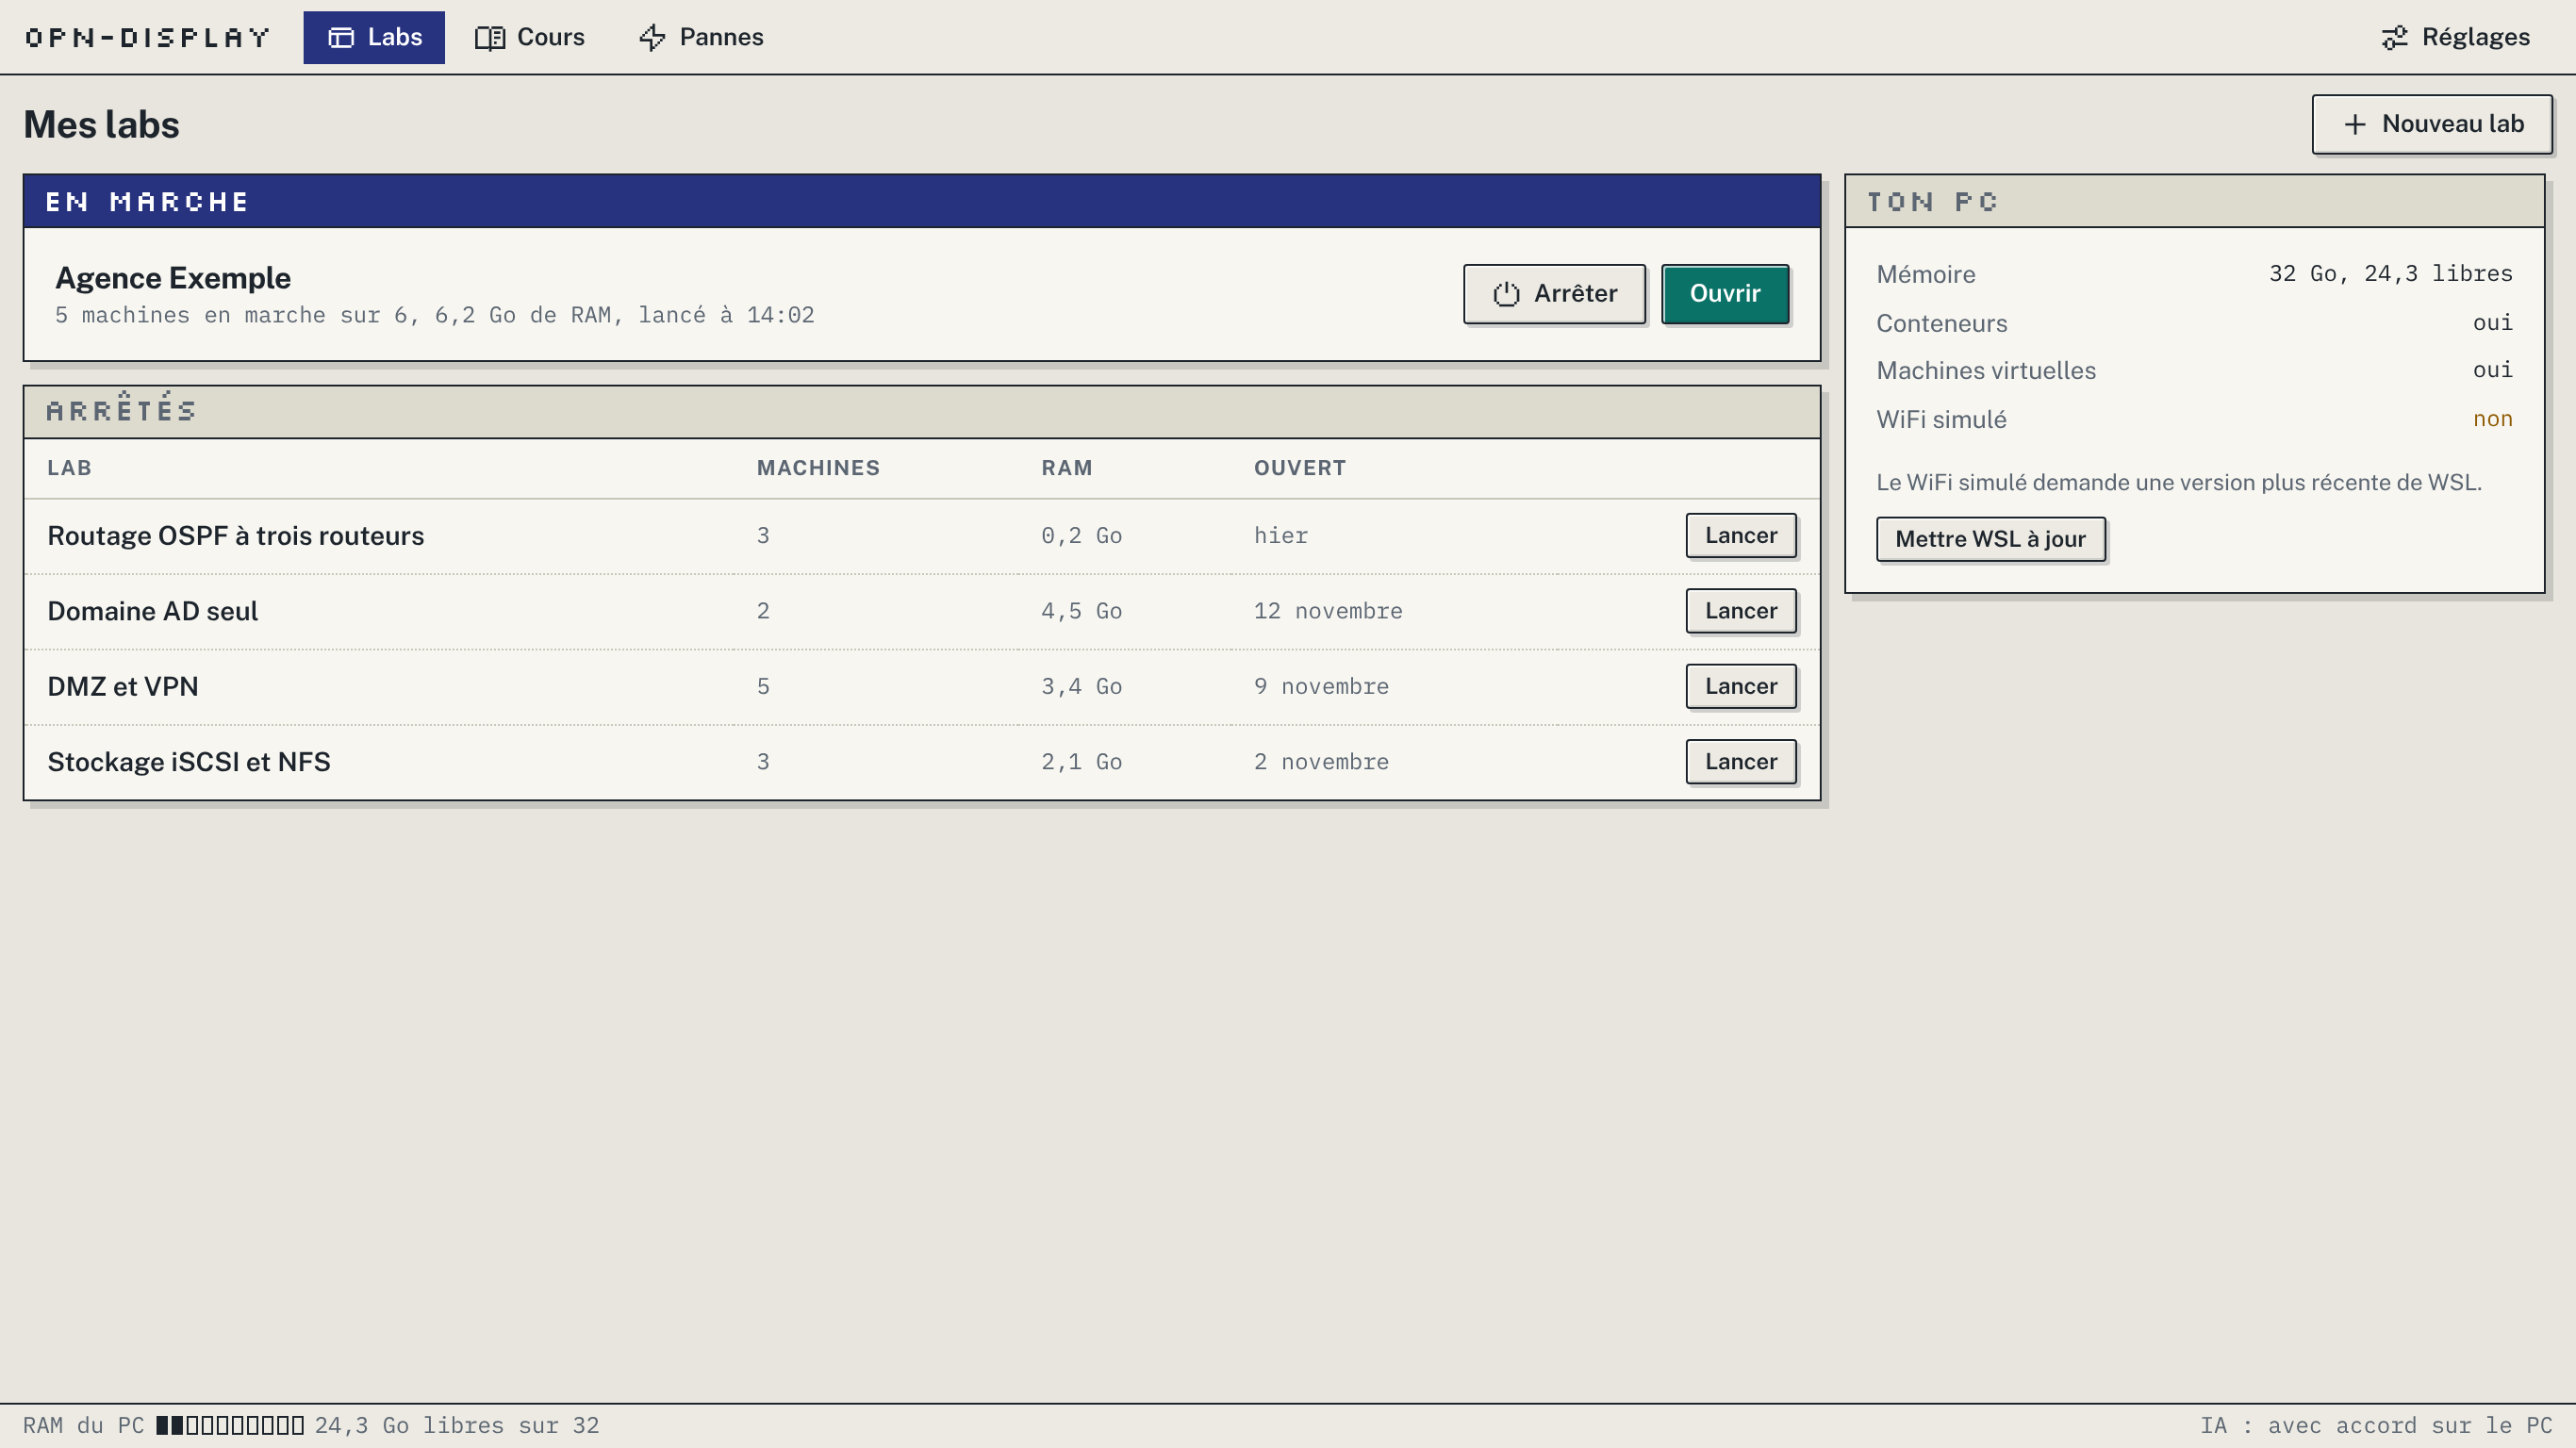 OPN-DISPLAY Labs Cours Pannes Réglages
Mes labs
Nouveau lab
EN MARCHE
Agence Exemple
5 machines en marche sur 6, 6,2 Go de RAM, lancé à 14:02
Arrêter Ouvrir
ARRÊTÉS
LAB MACHINES RAM OUVERT
Routage OSPF à trois routeurs 3 0,2 Go hier Lancer
Domaine AD seul 2 4,5 Go 12 novembre Lancer
DMZ et VPN 5 3,4 Go 9 novembre Lancer
Stockage iSCSI et NFS 3 2,1 Go 2 novembre Lancer
TON PC
Mémoire 32 Go, 24,3 libres
Conteneurs oui
Machines virtuelles oui
WiFi simulé non
Le WiFi simulé demande une version plus récente de WSL.
Mettre WSL à jour
RAM du PC 24,3 Go libres sur 32
IA : avec accord sur le PC